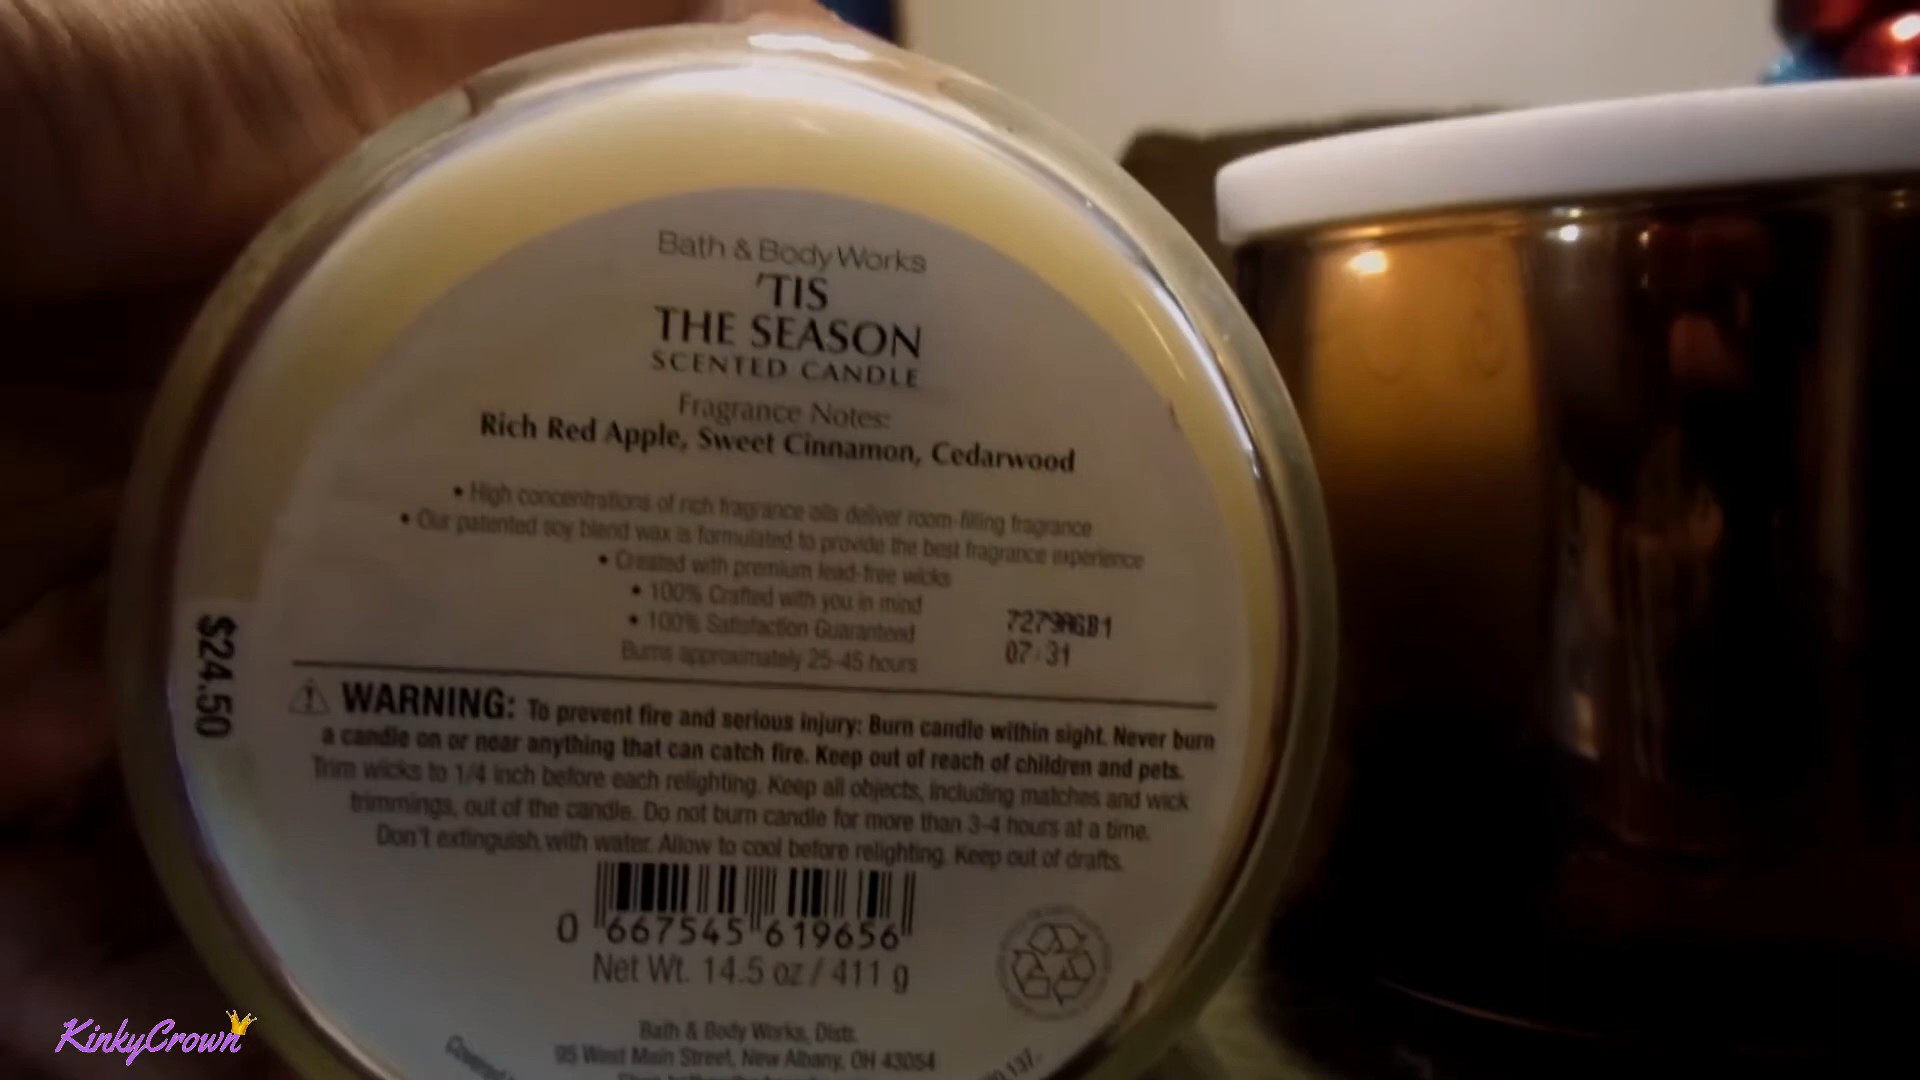 Bath & Body Works
'TIS
THE SEASON
SCENTED CANDLE
Fragrance Notes:
Rich Red Apple, Sweet Cinnamon, Cedarwood
• High concentrations of rich fragrance oils deliver room-filling fragrance
• Our patented soy blend wax is formulated to provide the best fragrance experience
• Created with premium lead-free wicks
• 100% Crafted with you in mind
• 100% Satisfaction Guaranteed
Burns approximately 25-45 hours
7279AGB1
07:31
$24.50
⚠ WARNING: To prevent fire and serious injury: Burn candle within sight. Never burn
a candle on or near anything that can catch fire. Keep out of reach of children and pets.
Trim wicks to 1/4 inch before each relighting. Keep all objects, including matches and wick
trimmings, out of the candle. Do not burn candle for more than 3-4 hours at a time.
Don't extinguish with water. Allow to cool before relighting. Keep out of drafts.
0 667545 619656
Net Wt. 14.5 oz / 411 g
Bath & Body Works, Distr.
95 West Main Street, New Albany, OH 43054
KinkyCrown